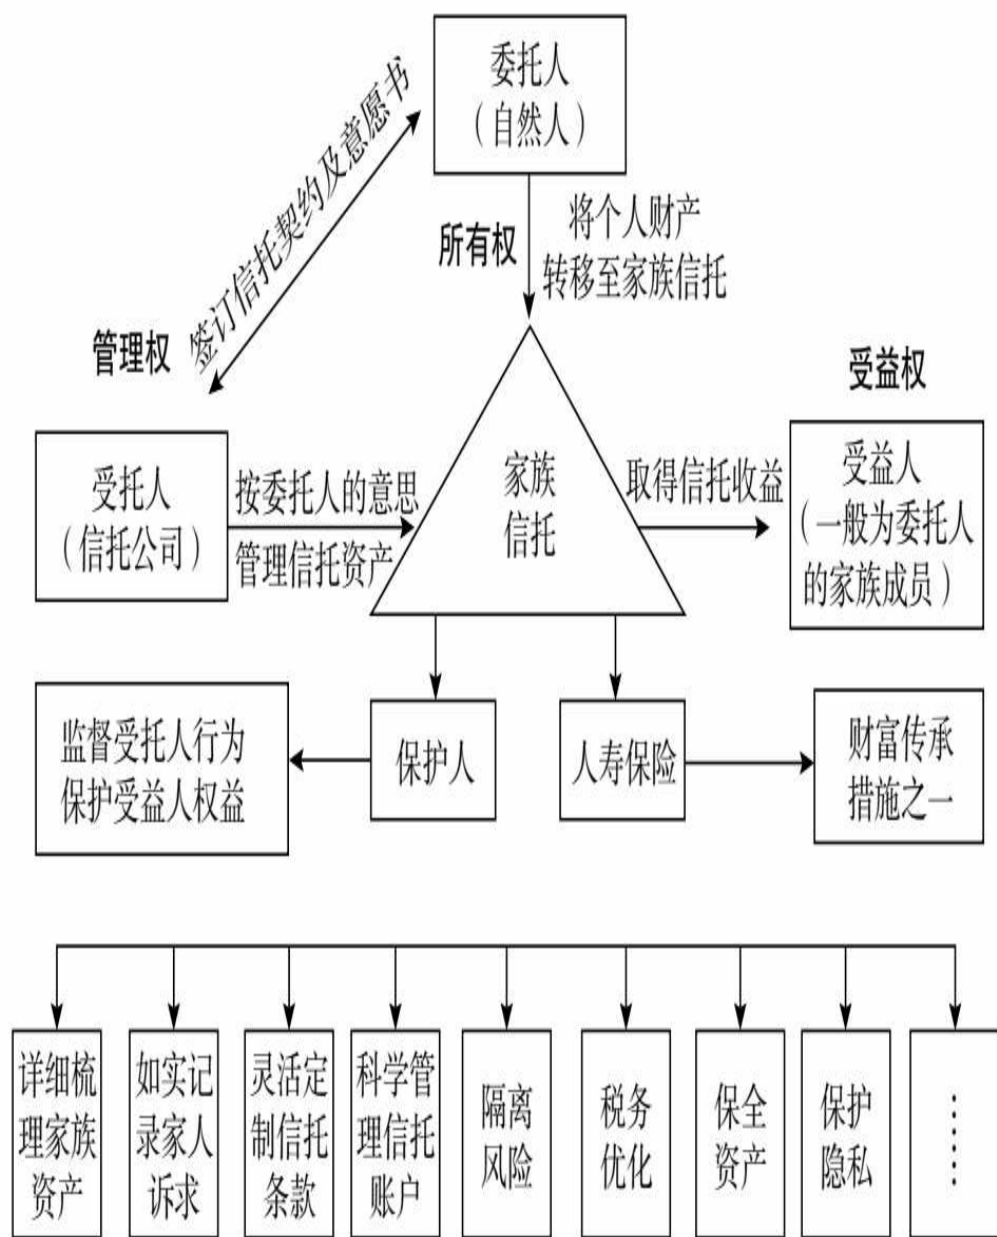 委托人
（自然人）
签订信托契约及意愿书
所有权
将个人财产
转移至家族信托
管理权
受益权
受托人
（信托公司）
按委托人的意思
管理信托资产
家族
信托
取得信托收益
受益人
（一般为委托人
的家族成员）
监督受托人行为
保护受益人权益
保护人
人寿保险
财富传承
措施之一
详细梳
理家族
资产
如实记
录家人
诉求
灵活定
制信托
条款
科学管
理信托
账户
隔离
风险
税务
优化
保全
资产
保护
隐私
……